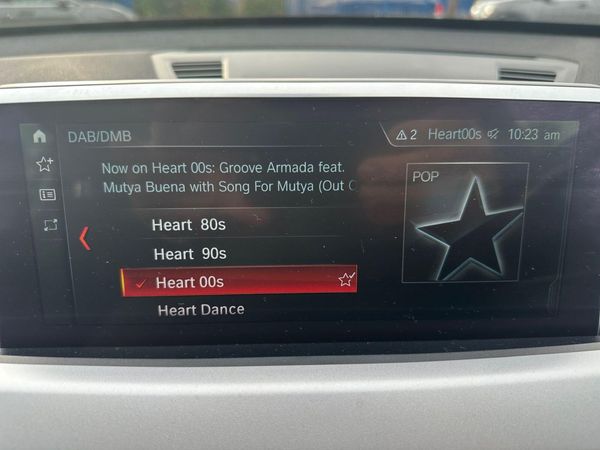 DAB/DMB
2 Heart00s 10:23 am
Now on Heart 00s: Groove Armada feat.
Mutya Buena with Song For Mutya (Out C
POP
Heart 80s
Heart 90s
Heart 00s
Heart Dance